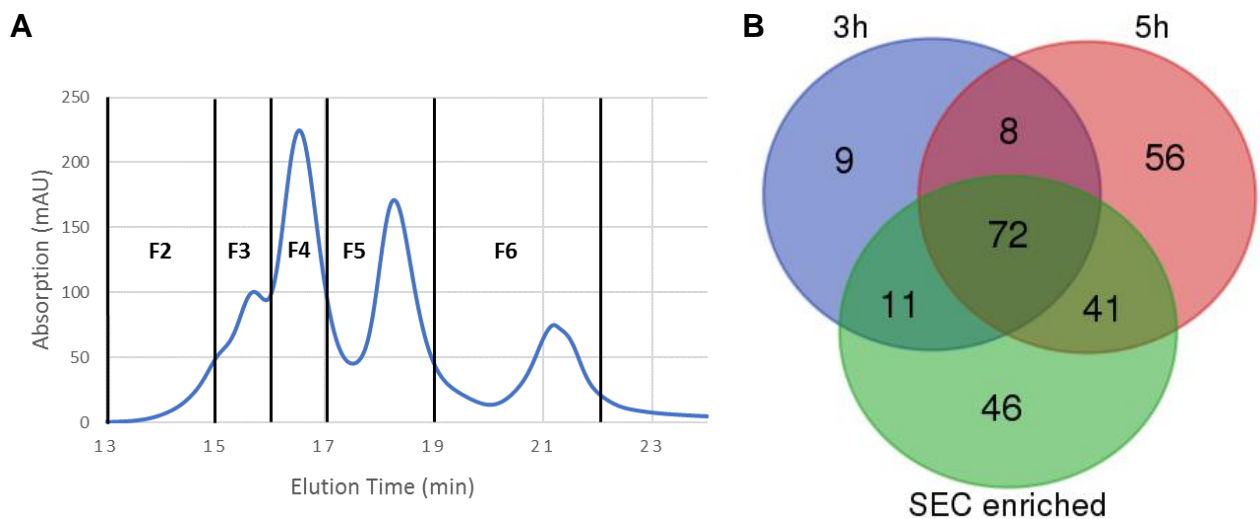 A
250
200
150
100
50
0
Absorption (mAU)
F2
F3
F4
F5
F6
13
15
17
19
21
23
Elution Time (min)
B
3h
5h
9
8
56
72
11
41
46
SEC enriched